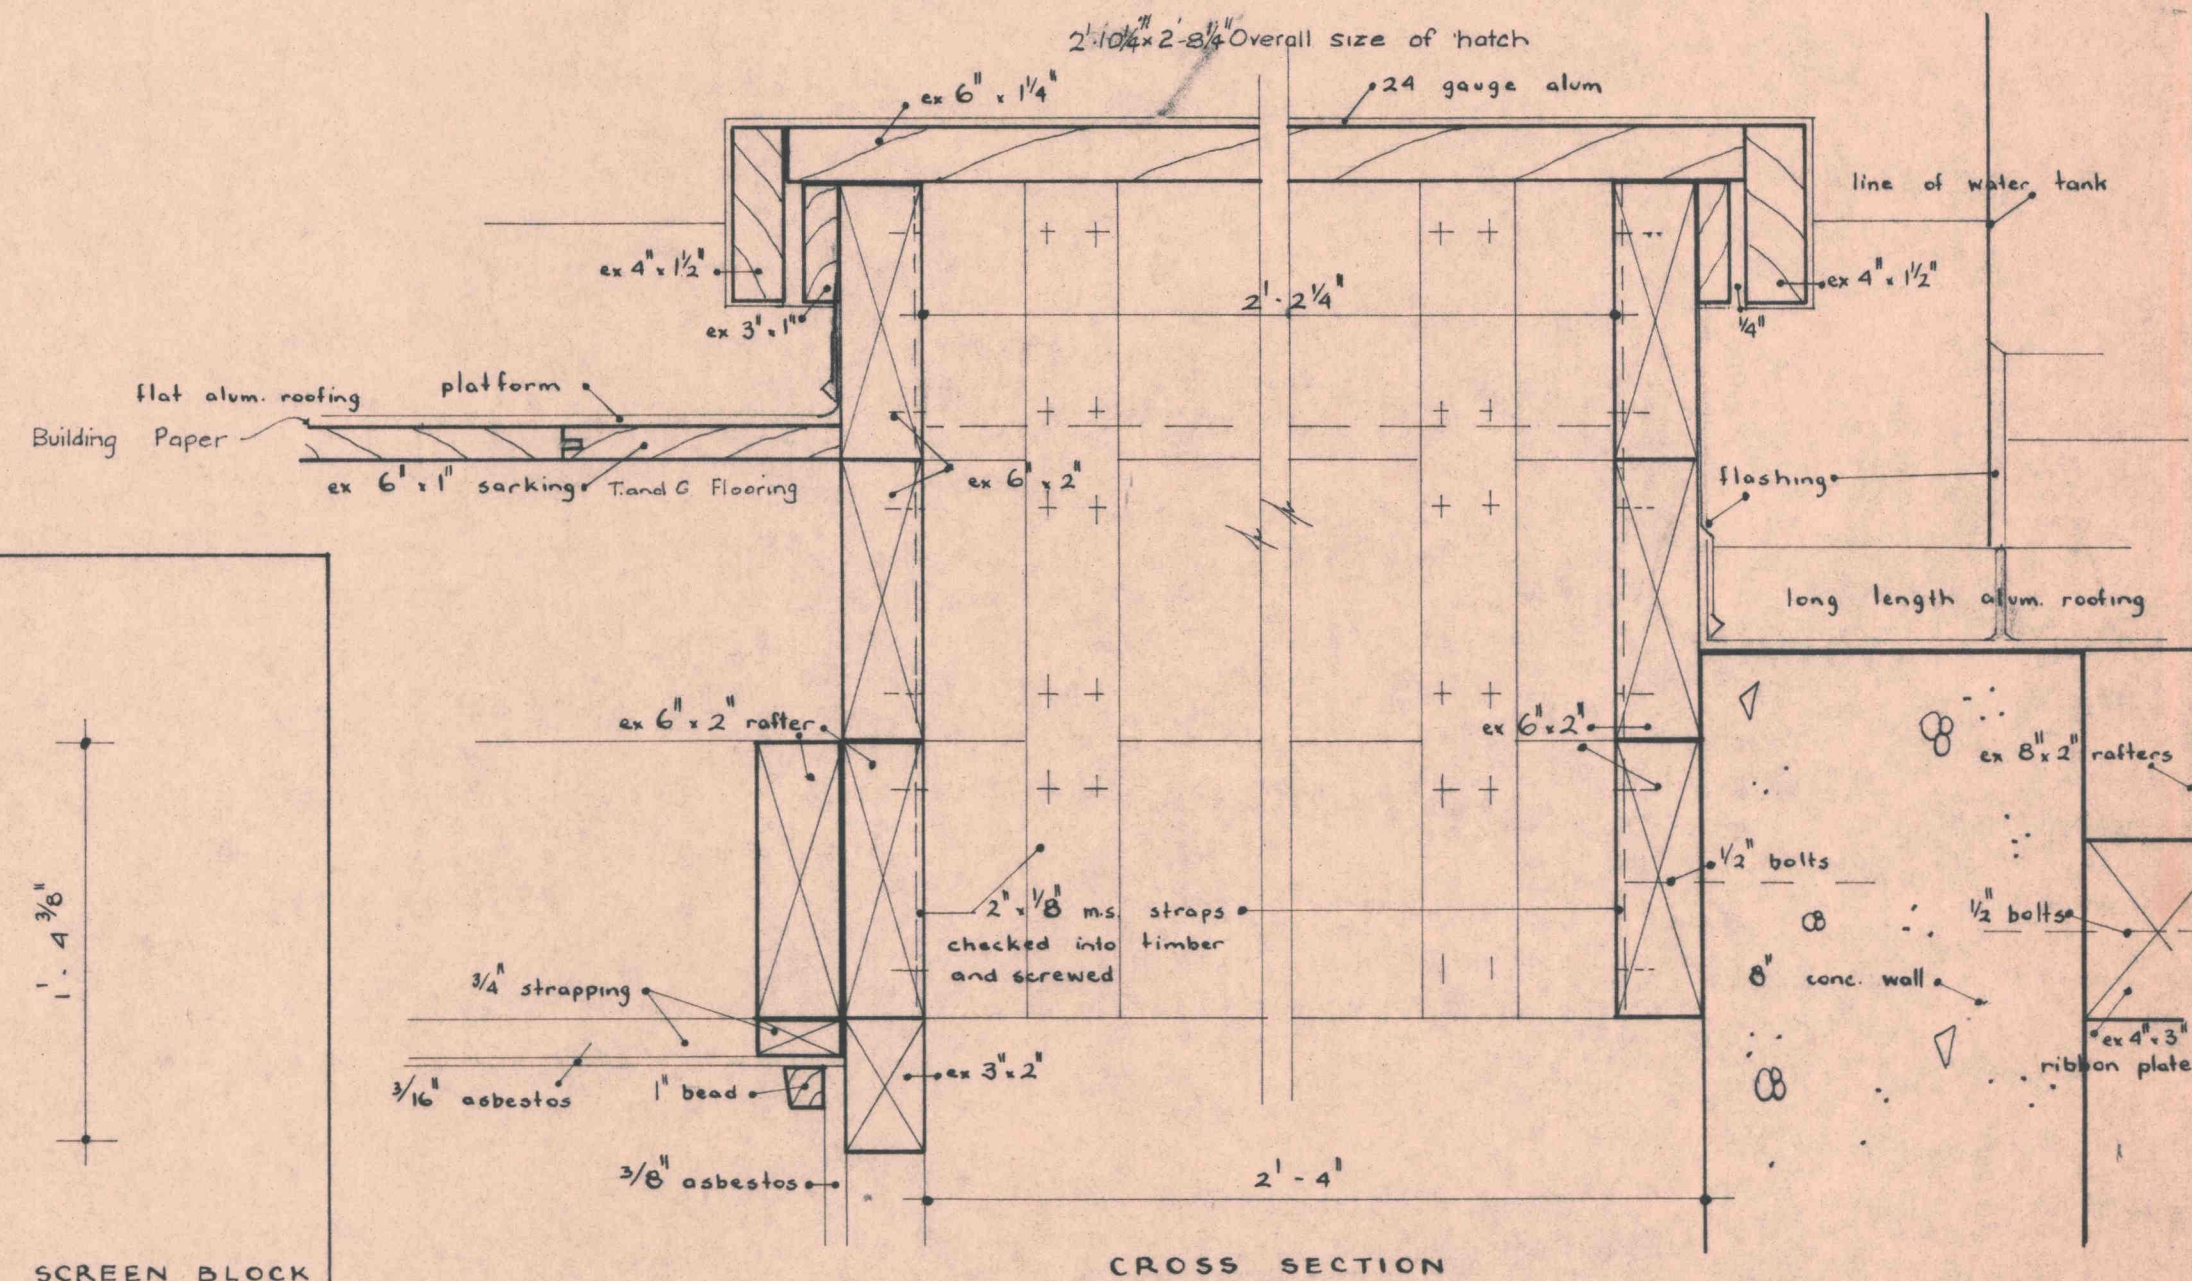 2'-10¼" x 2'-8¼" Overall size of hatch
ex 6" x 1¼"
24 gauge alum
line of water tank
ex 4" x 1½"
ex 3" x 1"
2' - 2¼"
ex 4" x 1½"
¼"
flat alum. roofing
platform
Building Paper
ex 6" x 1" sarking T. and G Flooring
ex 6" x 2"
flashing
long length alum. roofing
ex 6" x 2" rafter
ex 6" x 2"
ex 8" x 2" rafters
1' - 4 3/8"
½" bolts
2" x 1/8" m.s. straps
checked into timber
and screwed
½" bolts
¾" strapping
8" conc. wall
ex 4" x 3"
ribbon plate
3/16" asbestos
1" bead
ex 3" x 2"
3/8" asbestos
2' - 4"
SCREEN BLOCK
CROSS SECTION